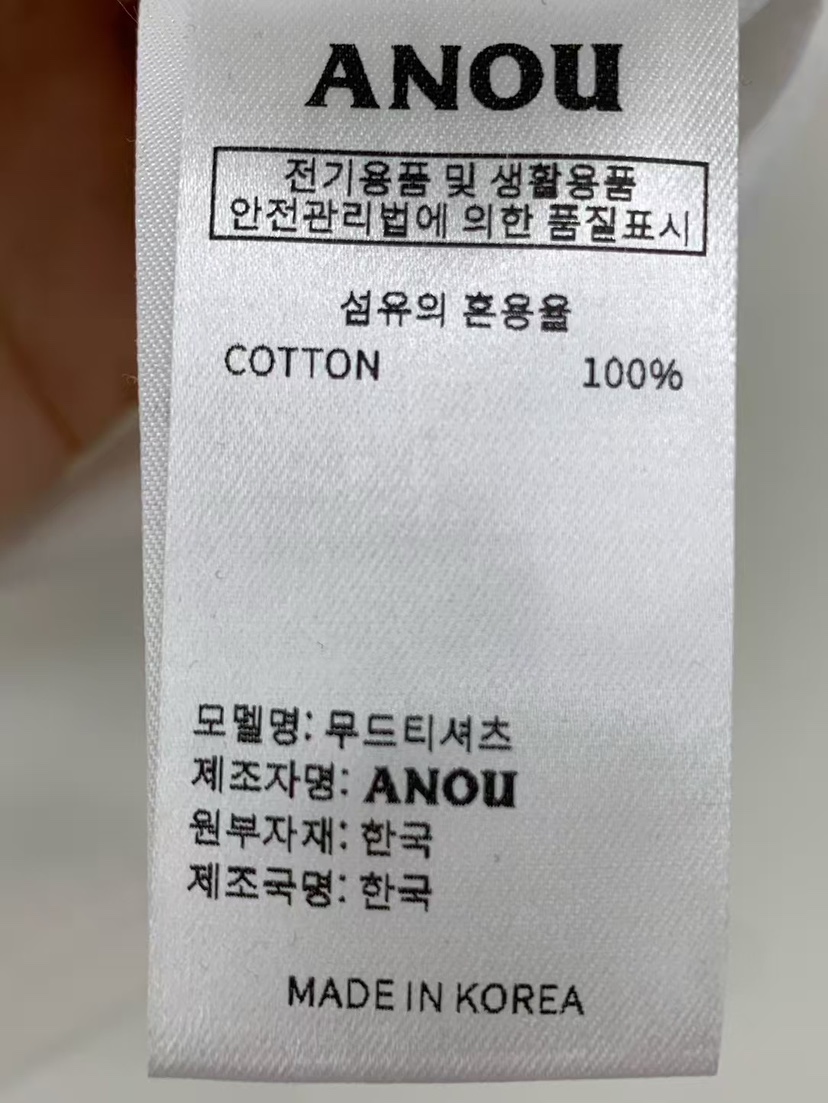 ANOU
전기용품 및 생활용품
안전관리법에 의한 품질표시
섬유의 혼용율
COTTON 100%
모델명: 무드티셔츠
제조자명: ANOU
원부자재: 한국
제조국명: 한국
MADE IN KOREA